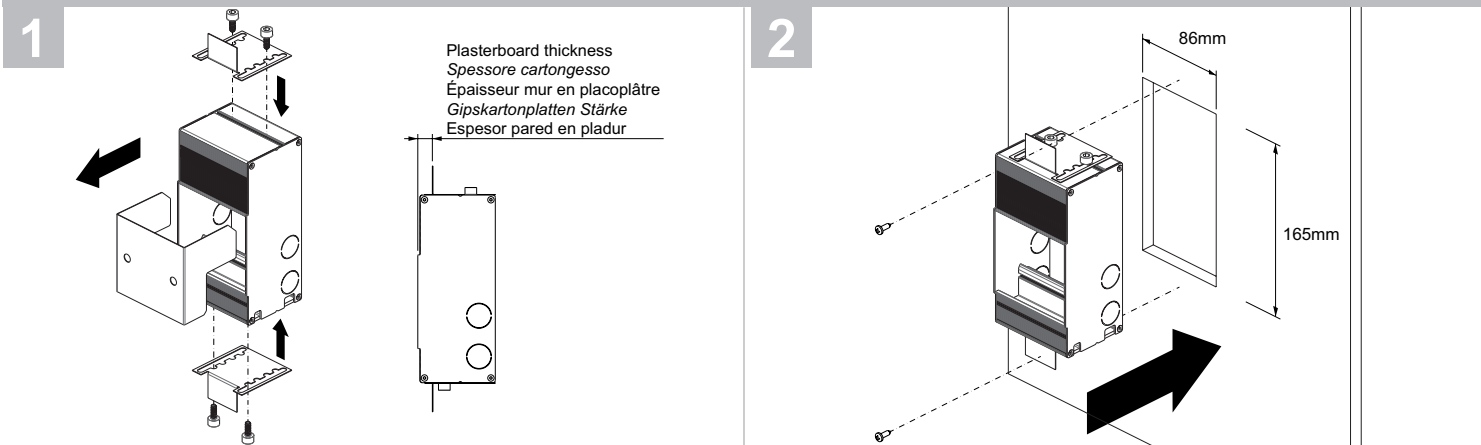 1
Plasterboard thickness
Spessore cartongesso
Épaisseur mur en placoplâtre
Gipskartonplatten Stärke
Espesor pared en pladur
2
86mm
165mm